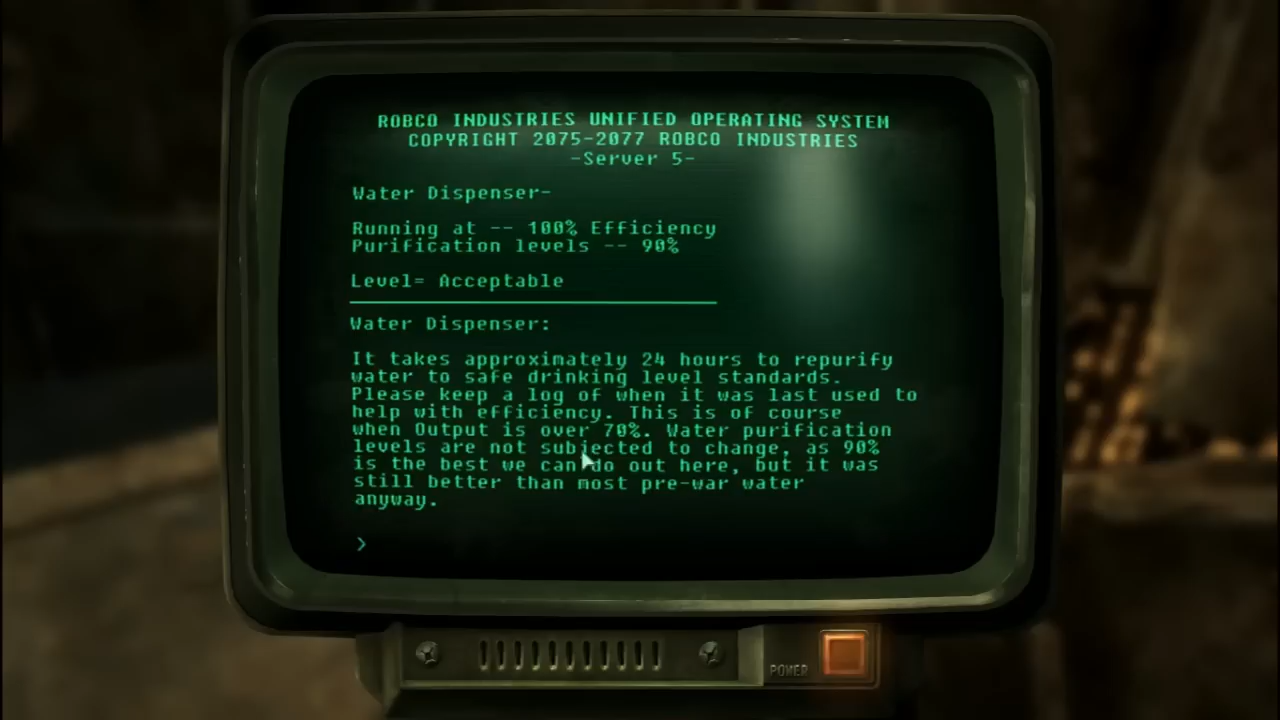 ROBCO INDUSTRIES UNIFIED OPERATING SYSTEM
COPYRIGHT 2075-2077 ROBCO INDUSTRIES
-Server 5-
Water Dispenser-
Running at -- 100% Efficiency
Purification levels -- 90%
Level= Acceptable
Water Dispenser:
It takes approximately 24 hours to repurify
water to safe drinking level standards.
Please keep a log of when it was last used to
help with efficiency. This is of course
when Output is over 70%. Water purification
levels are not subjected to change, as 90%
is the best we can do out here, but it was
still better than most pre-war water
anyway.
>
POWER